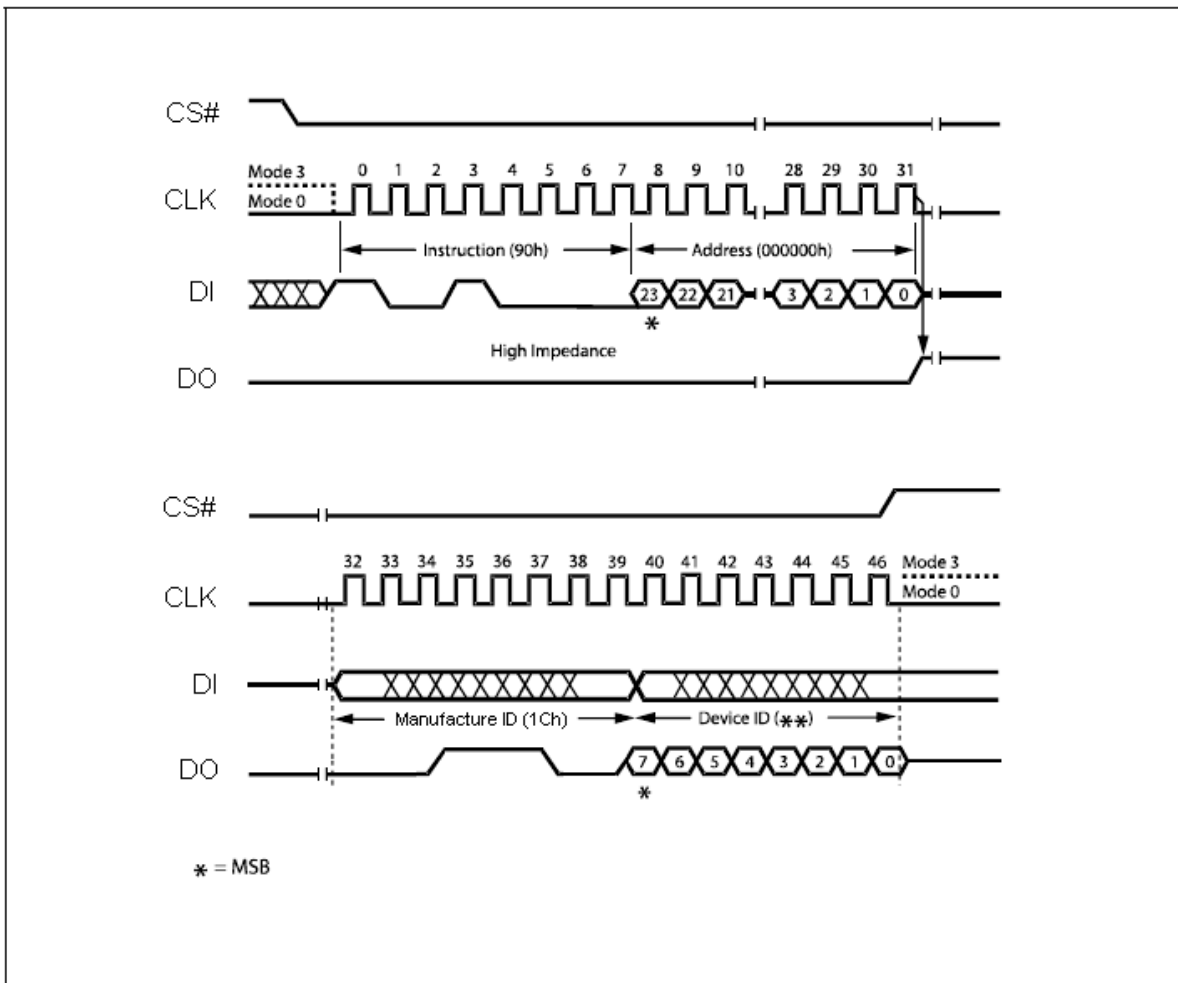 CS#
Mode 3 0 1 2 3 4 5 6 7 8 9 10 28 29 30 31
CLK Mode 0
Instruction (90h) Address (000000h)
DI 23 22 21 3 2 1 0
*
High Impedance
DO
CS#
32 33 34 35 36 37 38 39 40 41 42 43 44 45 46 Mode 3
CLK Mode 0
DI
Manufacture ID (1Ch) Device ID (**)
DO 7 6 5 4 3 2 1 0
*
* = MSB